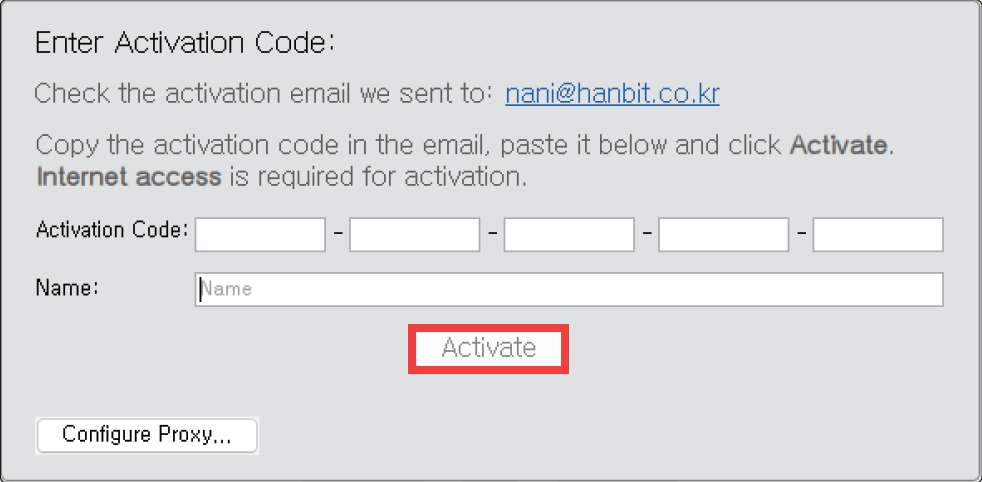 Enter Activation Code:
Check the activation email we sent to: nani@hanbit.co.kr
Copy the activation code in the email, paste it below and click Activate.
Internet access is required for activation.
Activation Code: - - - -
Name: Name
Activate
Configure Proxy...